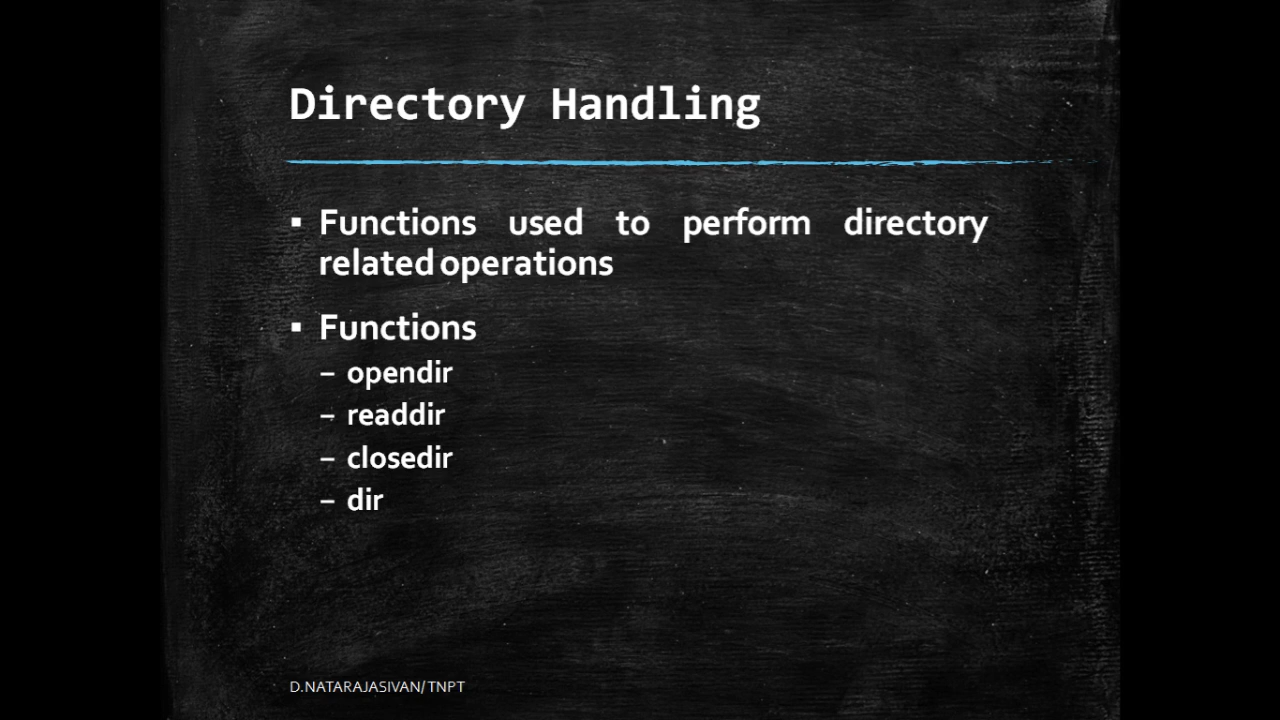 Directory Handling
▪ Functions used to perform directory
related operations
▪ Functions
– opendir
– readdir
– closedir
– dir
D.NATARAJASIVAN/TNPT